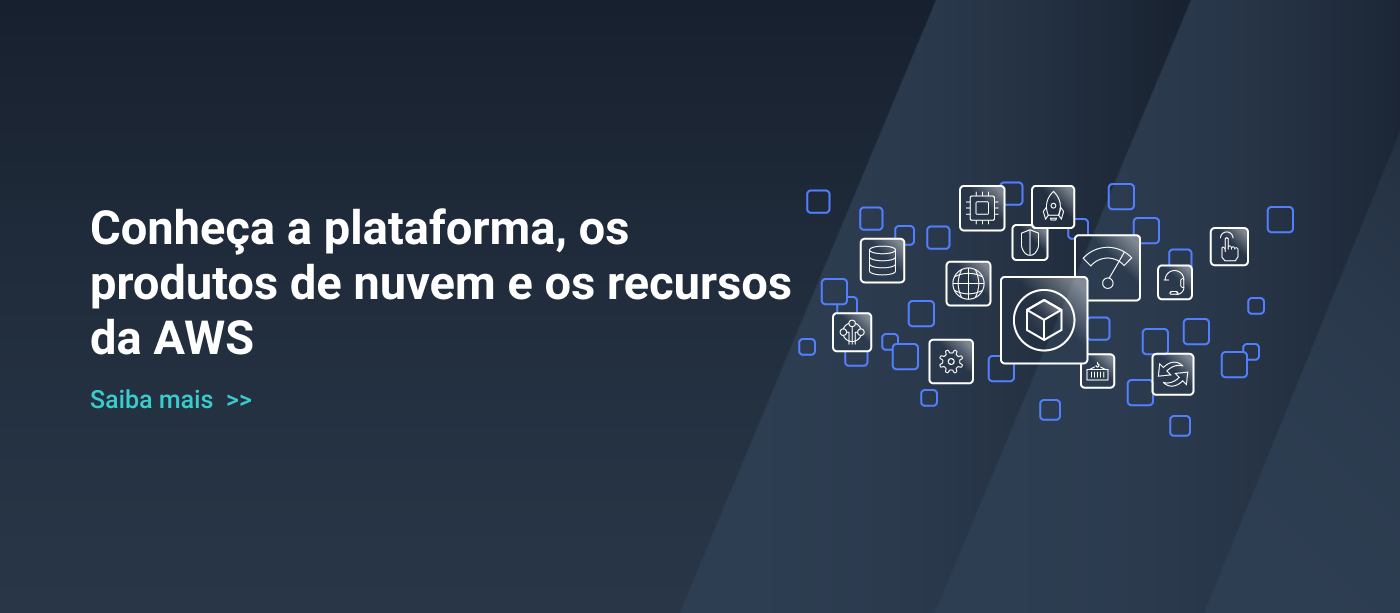 Conheça a plataforma, os
produtos de nuvem e os recursos
da AWS
Saiba mais >>